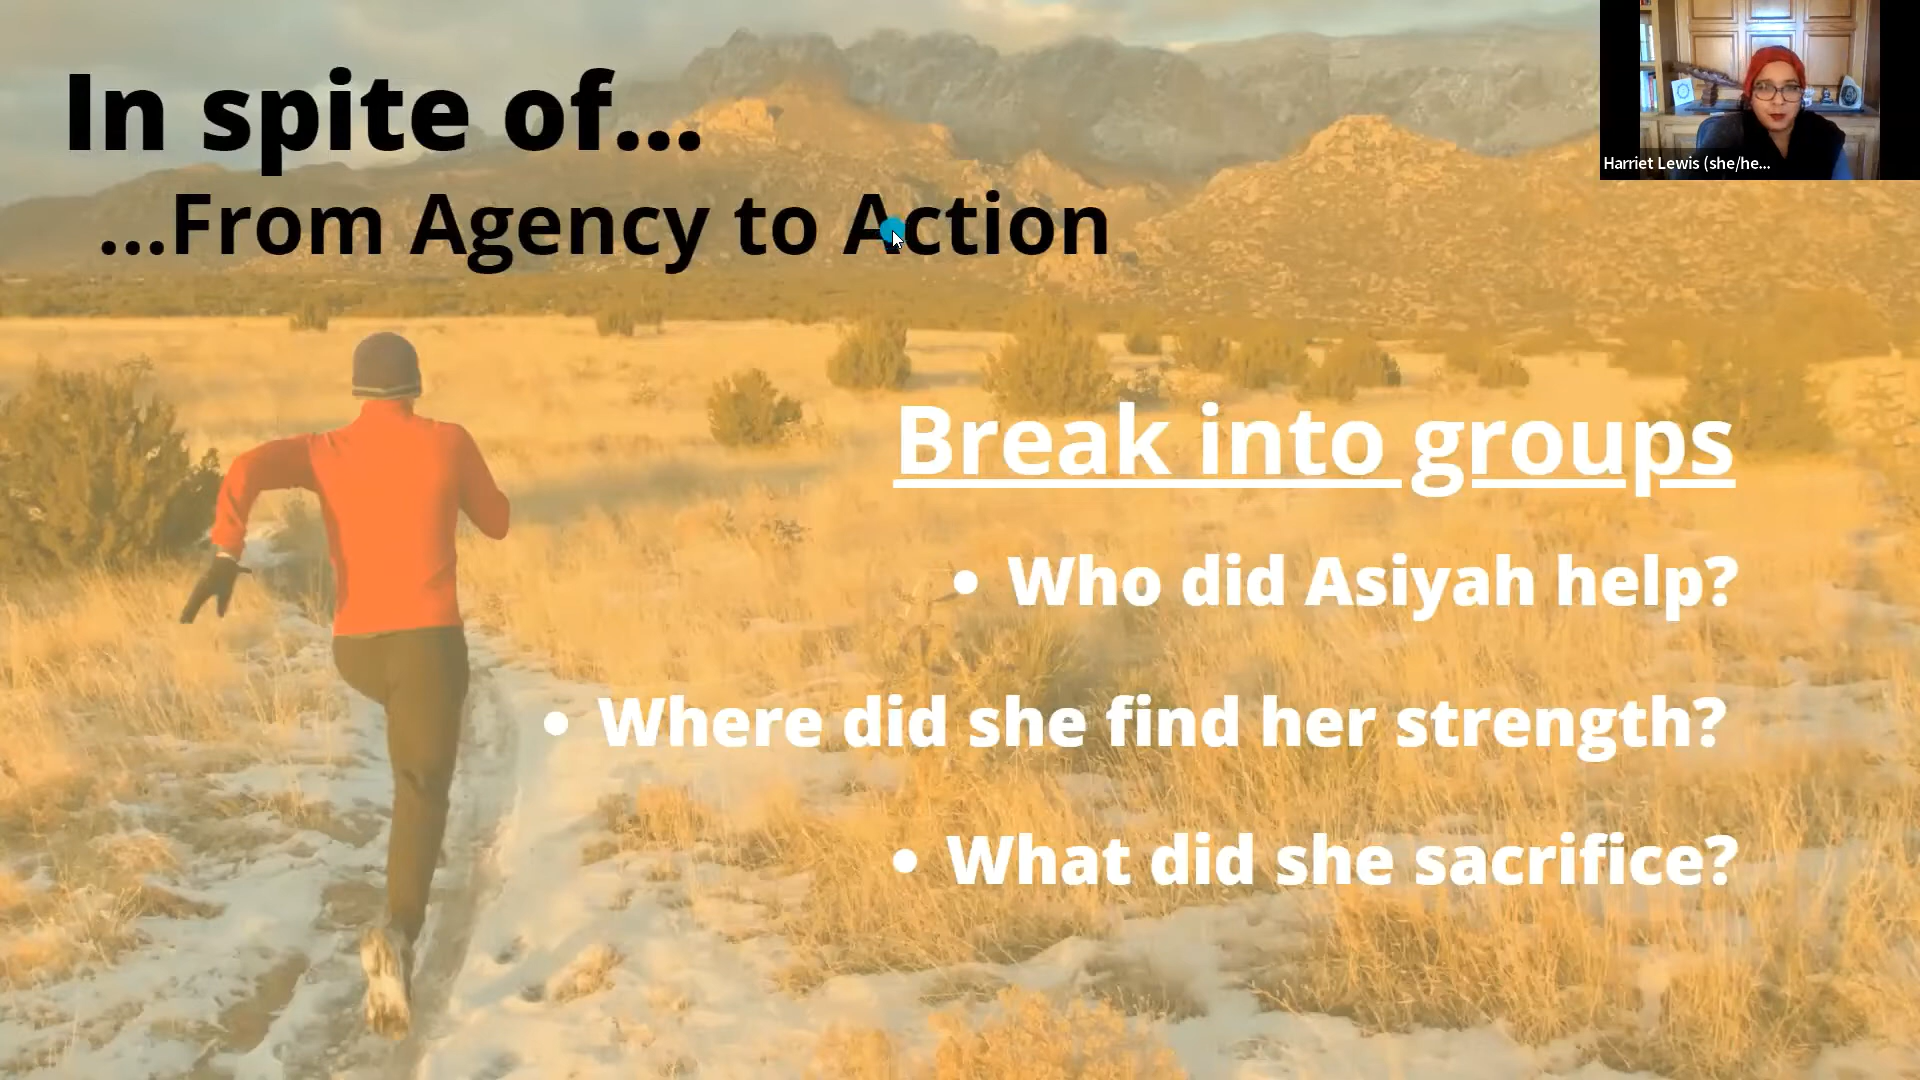 In spite of...
...From Agency to Action
Harriet Lewis (she/he...
Break into groups
• Who did Asiyah help?
• Where did she find her strength?
• What did she sacrifice?